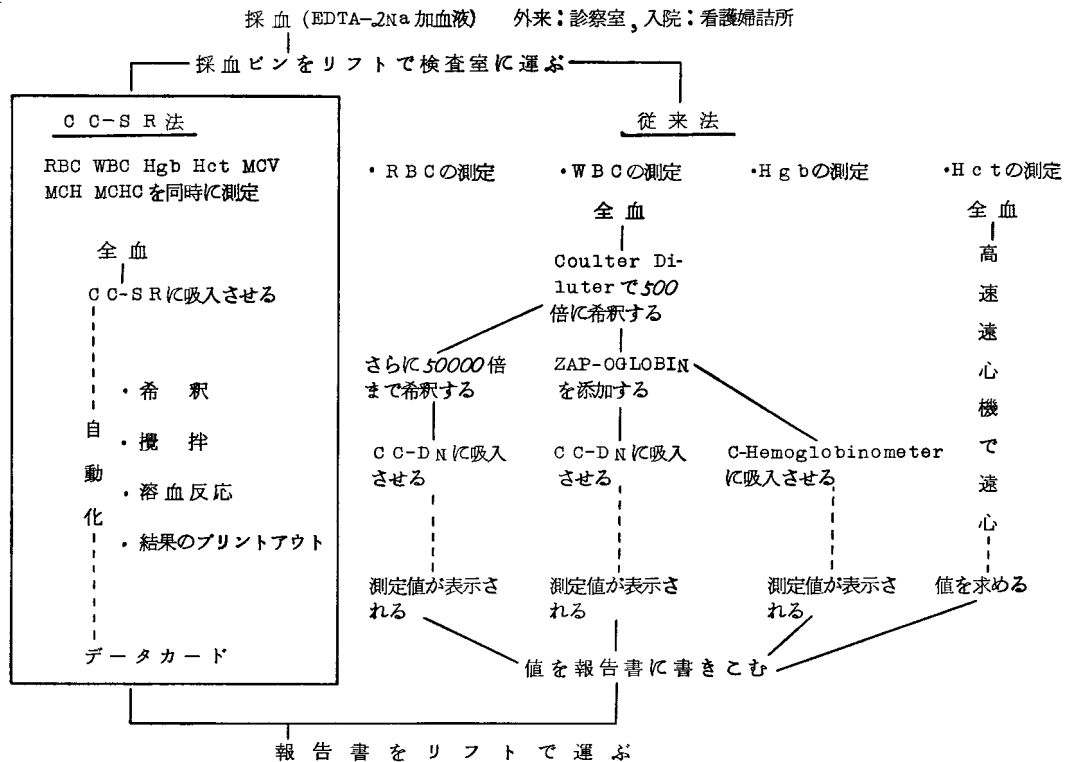 採血 (EDTA-2Na加血液) 外来:診察室,入院:看護婦詰所
採血ビンをリフトで検査室に運ぶ
CC-SR法
RBC WBC Hgb Hct MCV
MCH MCHCを同時に測定
全血
CC-SRに吸入させる
自動化
・希釈
・攪拌
・溶血反応
・結果のプリントアウト
データカード
従来法
・RBCの測定
・WBCの測定
・Hgbの測定
・Hctの測定
全血
Coulter Di-
luterで500
倍に希釈する
さらに50000倍
まで希釈する
ZAP-OGLOBIN
を添加する
CC-DNに吸入
させる
CC-DNに吸入
させる
C-Hemoglobinometer
に吸入させる
全血
高速遠心機で遠心
測定値が表示さ
れる
測定値が表示さ
れる
測定値が表示さ
れる
値を求める
値を報告書に書きこむ
報告書をリフトで運ぶ